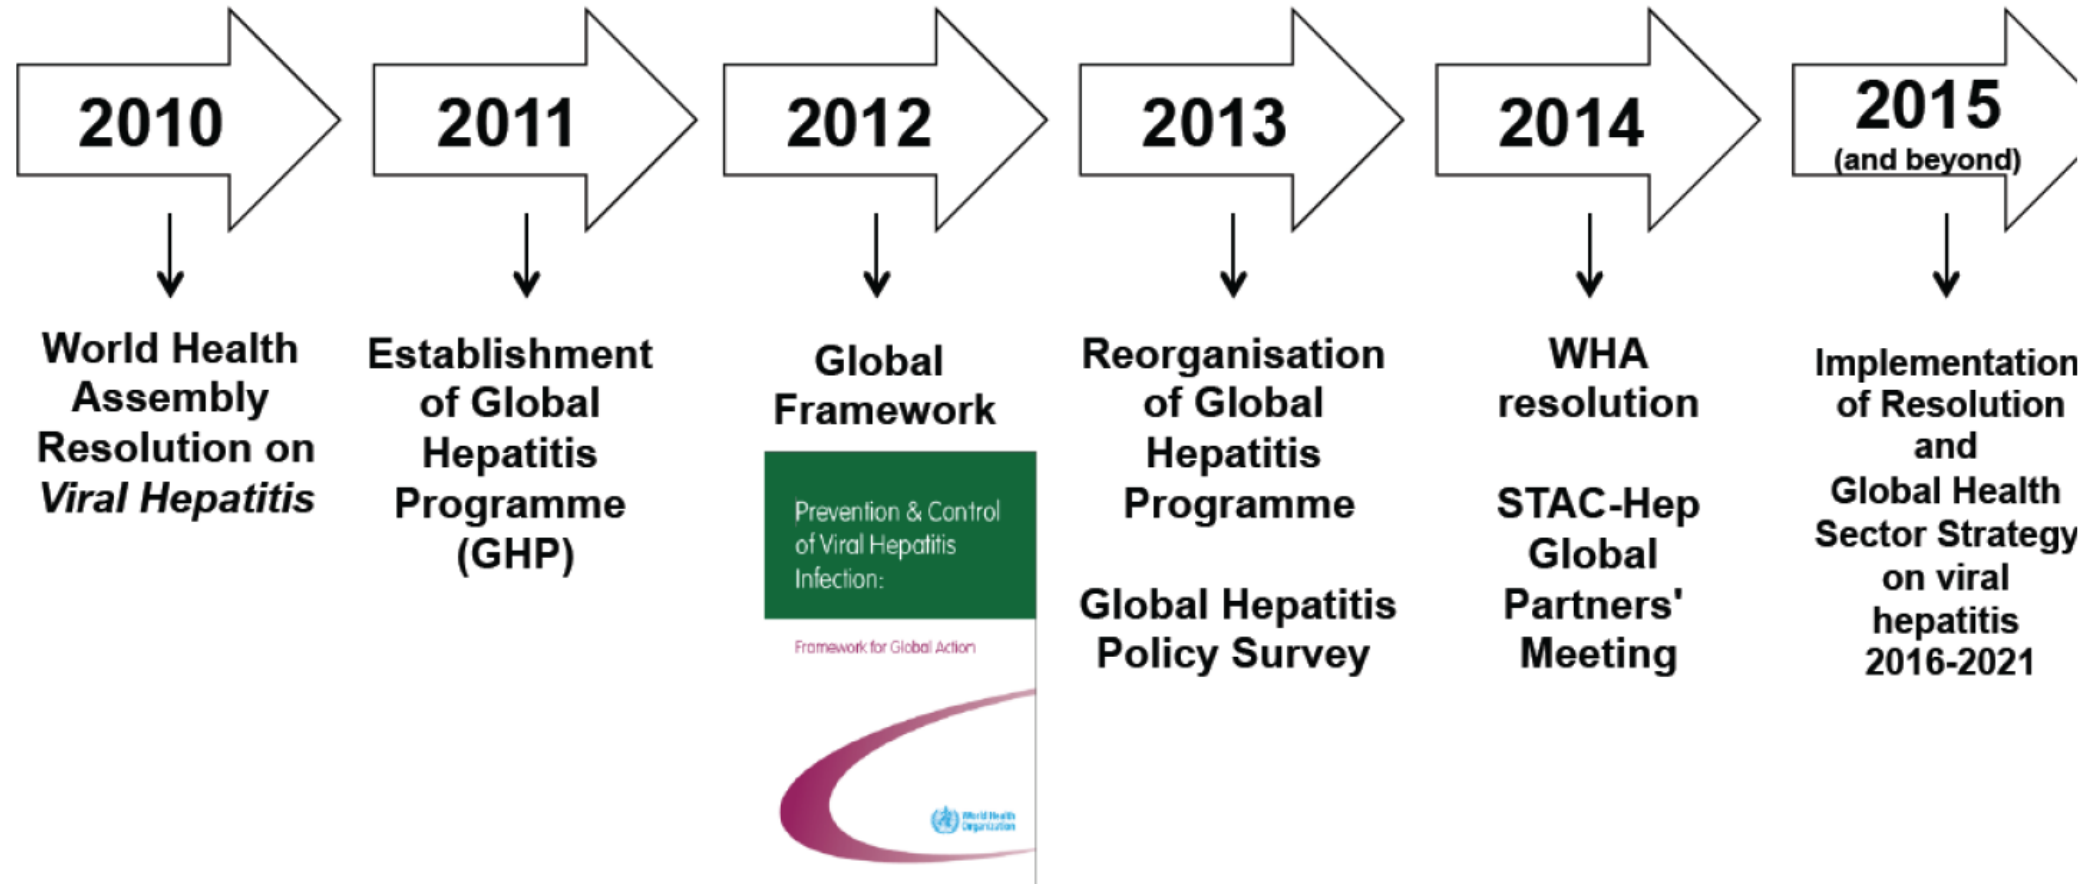 2010
2011
2012
2013
2014
2015
(and beyond)
World Health
Assembly
Resolution on
Viral Hepatitis
Establishment
of Global
Hepatitis
Programme
(GHP)
Global
Framework
Prevention & Control
of Viral Hepatitis
Infection:
Framework for Global Action
World Health
Organization
Reorganisation
of Global
Hepatitis
Programme
Global Hepatitis
Policy Survey
WHA
resolution
STAC-Hep
Global
Partners'
Meeting
Implementation
of Resolution
and
Global Health
Sector Strategy
on viral
hepatitis
2016-2021